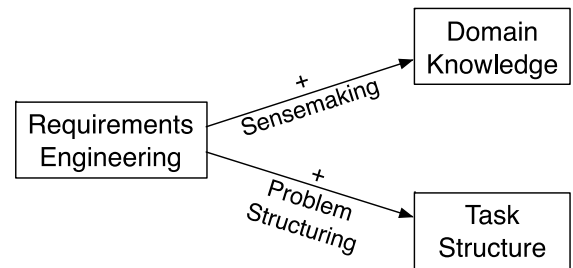 Domain
Knowledge
+
Sensemaking
Requirements
Engineering
+
Problem
Structuring
Task
Structure